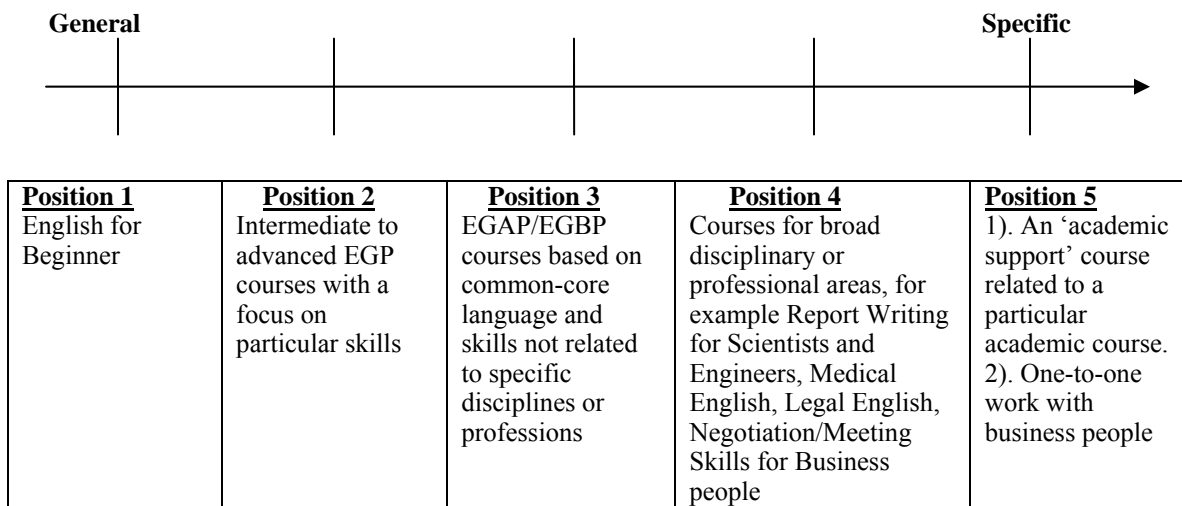 General
Specific
Position 1
English for
Beginner
Position 2
Intermediate to
advanced EGP
courses with a
focus on
particular skills
Position 3
EGAP/EGBP
courses based on
common-core
language and
skills not related
to specific
disciplines or
professions
Position 4
Courses for broad
disciplinary or
professional areas, for
example Report Writing
for Scientists and
Engineers, Medical
English, Legal English,
Negotiation/Meeting
Skills for Business
people
Position 5
1). An ‘academic
support’ course
related to a
particular
academic course.
2). One-to-one
work with
business people